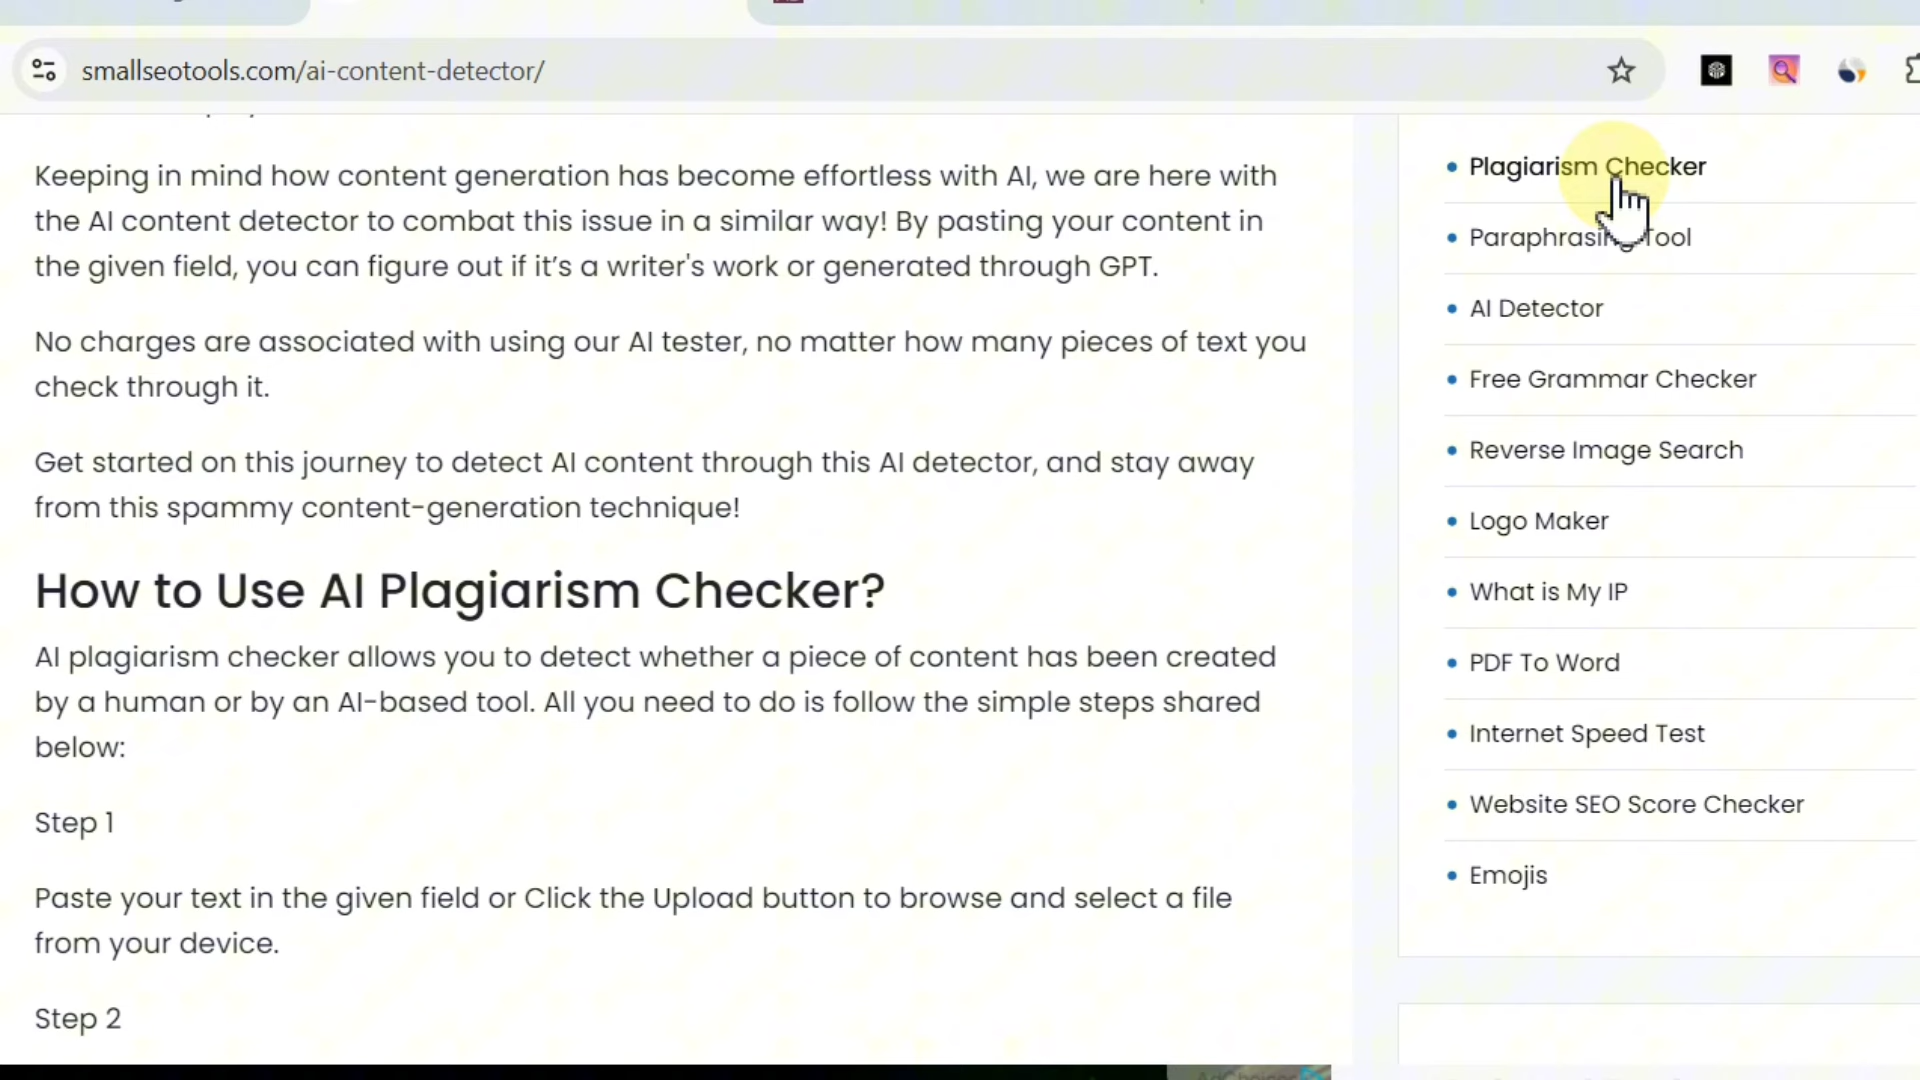 smallseotools.com/ai-content-detector/
Keeping in mind how content generation has become effortless with AI, we are here with
the AI content detector to combat this issue in a similar way! By pasting your content in
the given field, you can figure out if it’s a writer's work or generated through GPT.
No charges are associated with using our AI tester, no matter how many pieces of text you
check through it.
Get started on this journey to detect AI content through this AI detector, and stay away
from this spammy content-generation technique!
How to Use AI Plagiarism Checker?
AI plagiarism checker allows you to detect whether a piece of content has been created
by a human or by an AI-based tool. All you need to do is follow the simple steps shared
below:
Step 1
Paste your text in the given field or Click the Upload button to browse and select a file
from your device.
Step 2
Plagiarism Checker
Paraphrasing Tool
AI Detector
Free Grammar Checker
Reverse Image Search
Logo Maker
What is My IP
PDF To Word
Internet Speed Test
Website SEO Score Checker
Emojis